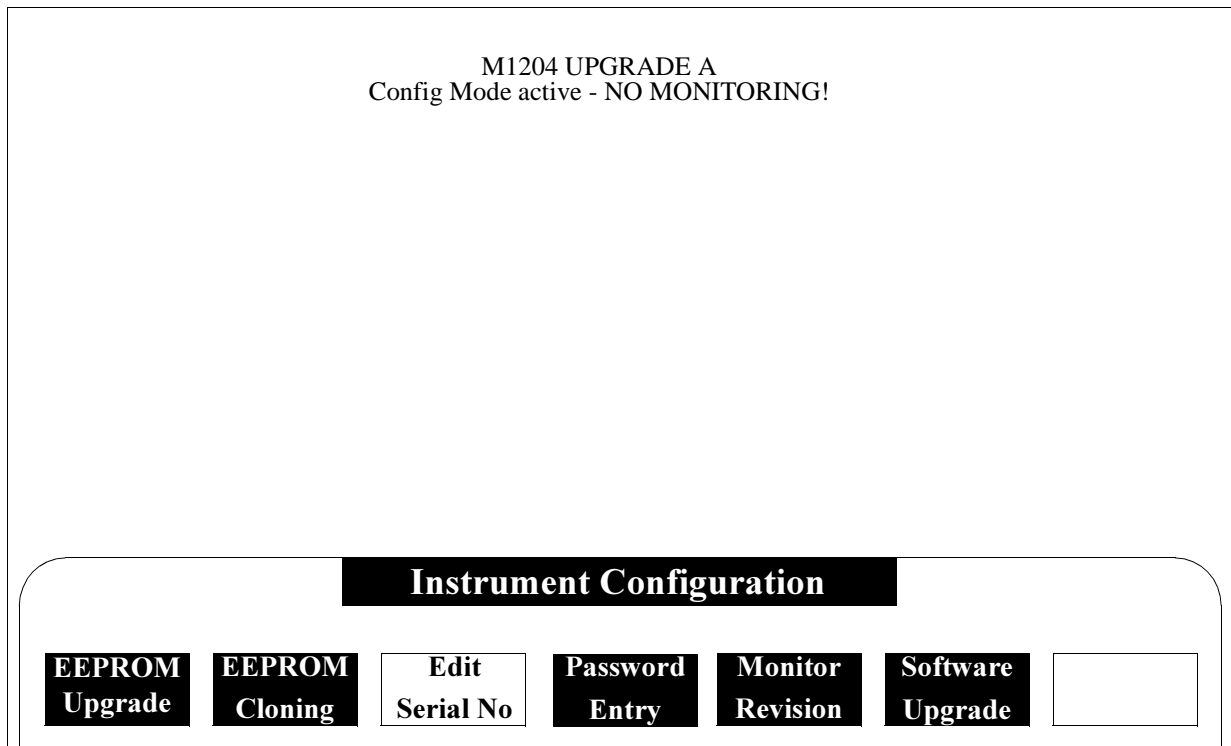 M1204 UPGRADE A
Config Mode active - NO MONITORING!
Instrument Configuration
EEPROM
Upgrade
EEPROM
Cloning
Edit
Serial No
Password
Entry
Monitor
Revision
Software
Upgrade